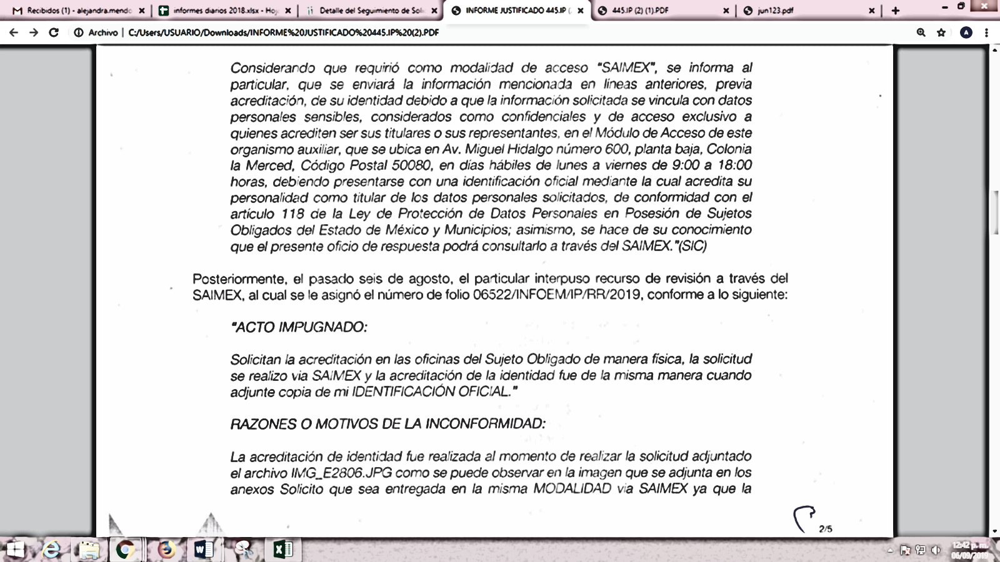 Recibidos (1) - alejandra.mendo
informes diarios 2018.xlsx - Hoj
Detalle del Seguimiento de Soli
INFORME JUSTIFICADO 445.IP (
445.IP (2) (1).PDF
jun123.pdf
Archivo | C:/Users/USUARIO/Downloads/INFORME%20JUSTIFICADO%20445.IP%20(2).PDF
A
Considerando que requirió como modalidad de acceso "SAIMEX", se informa al
particular, que se enviará la información mencionada en líneas anteriores, previa
acreditación, de su identidad debido a que la información solicitada se vincula con datos
personales sensibles, considerados como confidenciales y de acceso exclusivo a
quienes acrediten ser sus titulares o sus representantes, en el Módulo de Acceso de este
organismo auxiliar, que se ubica en Av. Miguel Hidalgo número 600, planta baja, Colonia
la Merced, Código Postal 50080, en días hábiles de lunes a viernes de 9:00 a 18:00
horas, debiendo presentarse con una identificación oficial mediante la cual acredita su
personalidad como titular de los datos personales solicitados, de conformidad con el
artículo 118 de la Ley de Protección de Datos Personales en Posesión de Sujetos
Obligados del Estado de México y Municipios; asimismo, se hace de su conocimiento
que el presente oficio de respuesta podrá consultarlo a través del SAIMEX."(SIC)
Posteriormente, el pasado seis de agosto, el particular interpuso recurso de revisión a través del
SAIMEX, al cual se le asignó el número de folio 06522/INFOEM/IP/RR/2019, conforme a lo siguiente:
"ACTO IMPUGNADO:
Solicitan la acreditación en las oficinas del Sujeto Obligado de manera física, la solicitud
se realizo via SAIMEX y la acreditación de la identidad fue de la misma manera cuando
adjunte copia de mi IDENTIFICACIÓN OFICIAL."
RAZONES O MOTIVOS DE LA INCONFORMIDAD:
La acreditación de identidad fue realizada al momento de realizar la solicitud adjuntado
el archivo IMG_E2806.JPG como se puede observar en la imagen que se adjunta en los
anexos Solicito que sea entregada en la misma MODALIDAD via SAIMEX ya que la
2/5
12:42 p. m.
06/09/2019